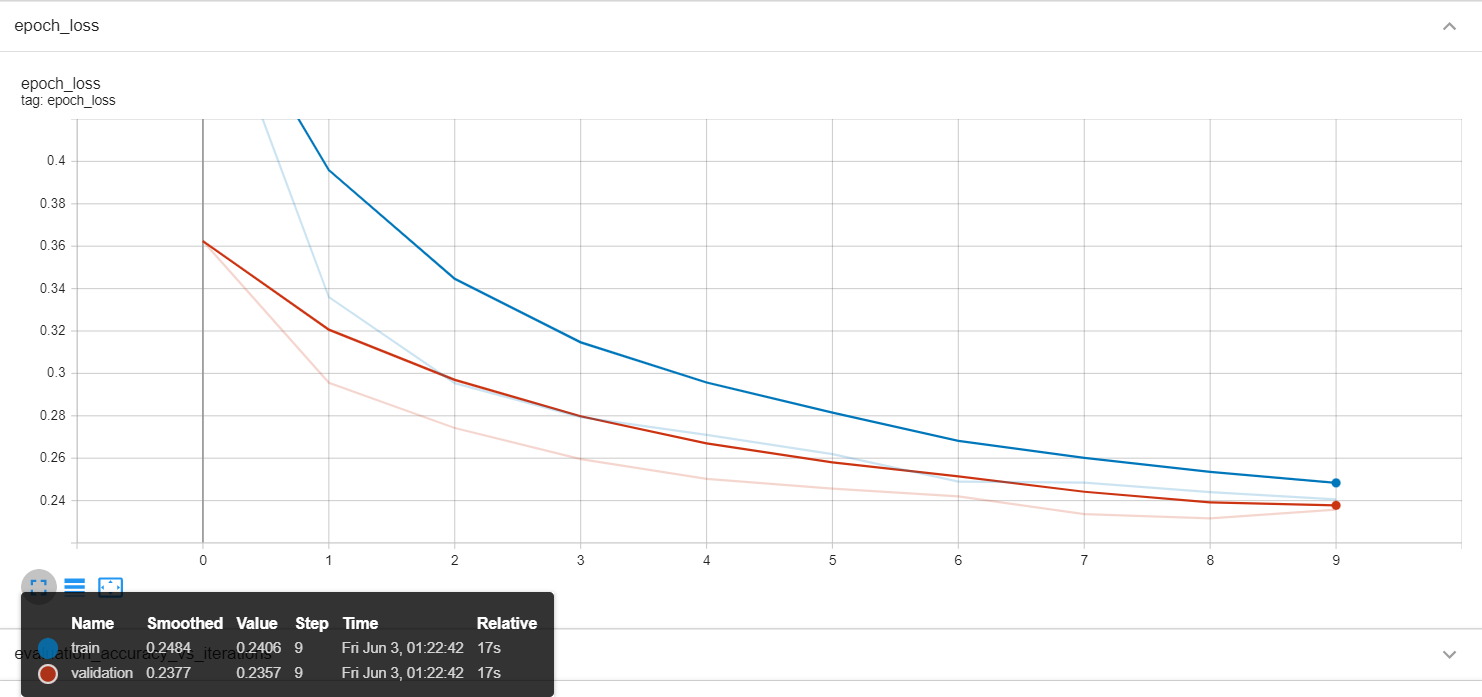 epoch_loss
epoch_loss
tag: epoch_loss
0.4
0.38
0.36
0.34
0.32
0.3
0.28
0.26
0.24
0 1 2 3 4 5 6 7 8 9
Name Smoothed Value Step Time Relative
train 0.2484 0.2406 9 Fri Jun 3, 01:22:42 17s
evaluation_accuracy_vs_iterations
validation 0.2377 0.2357 9 Fri Jun 3, 01:22:42 17s